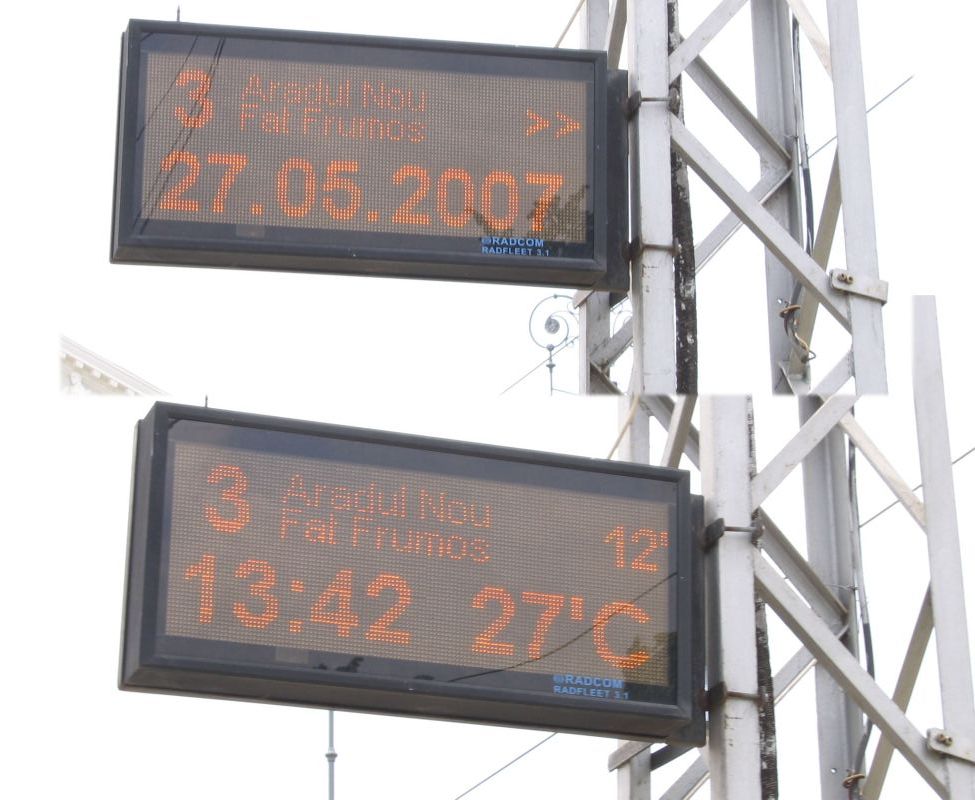 3 Aradul Nou
Fat Frumos >>
27.05.2007
RADCOM
RADFLEET 3.1
3 Aradul Nou
Fat Frumos 12'
13:42 27'C
RADCOM
RADFLEET 3.1